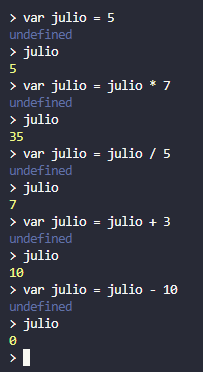 > var julio = 5
undefined
> julio
5
> var julio = julio * 7
undefined
> julio
35
> var julio = julio / 5
undefined
> julio
7
> var julio = julio + 3
undefined
> julio
10
> var julio = julio - 10
undefined
> julio
0
>